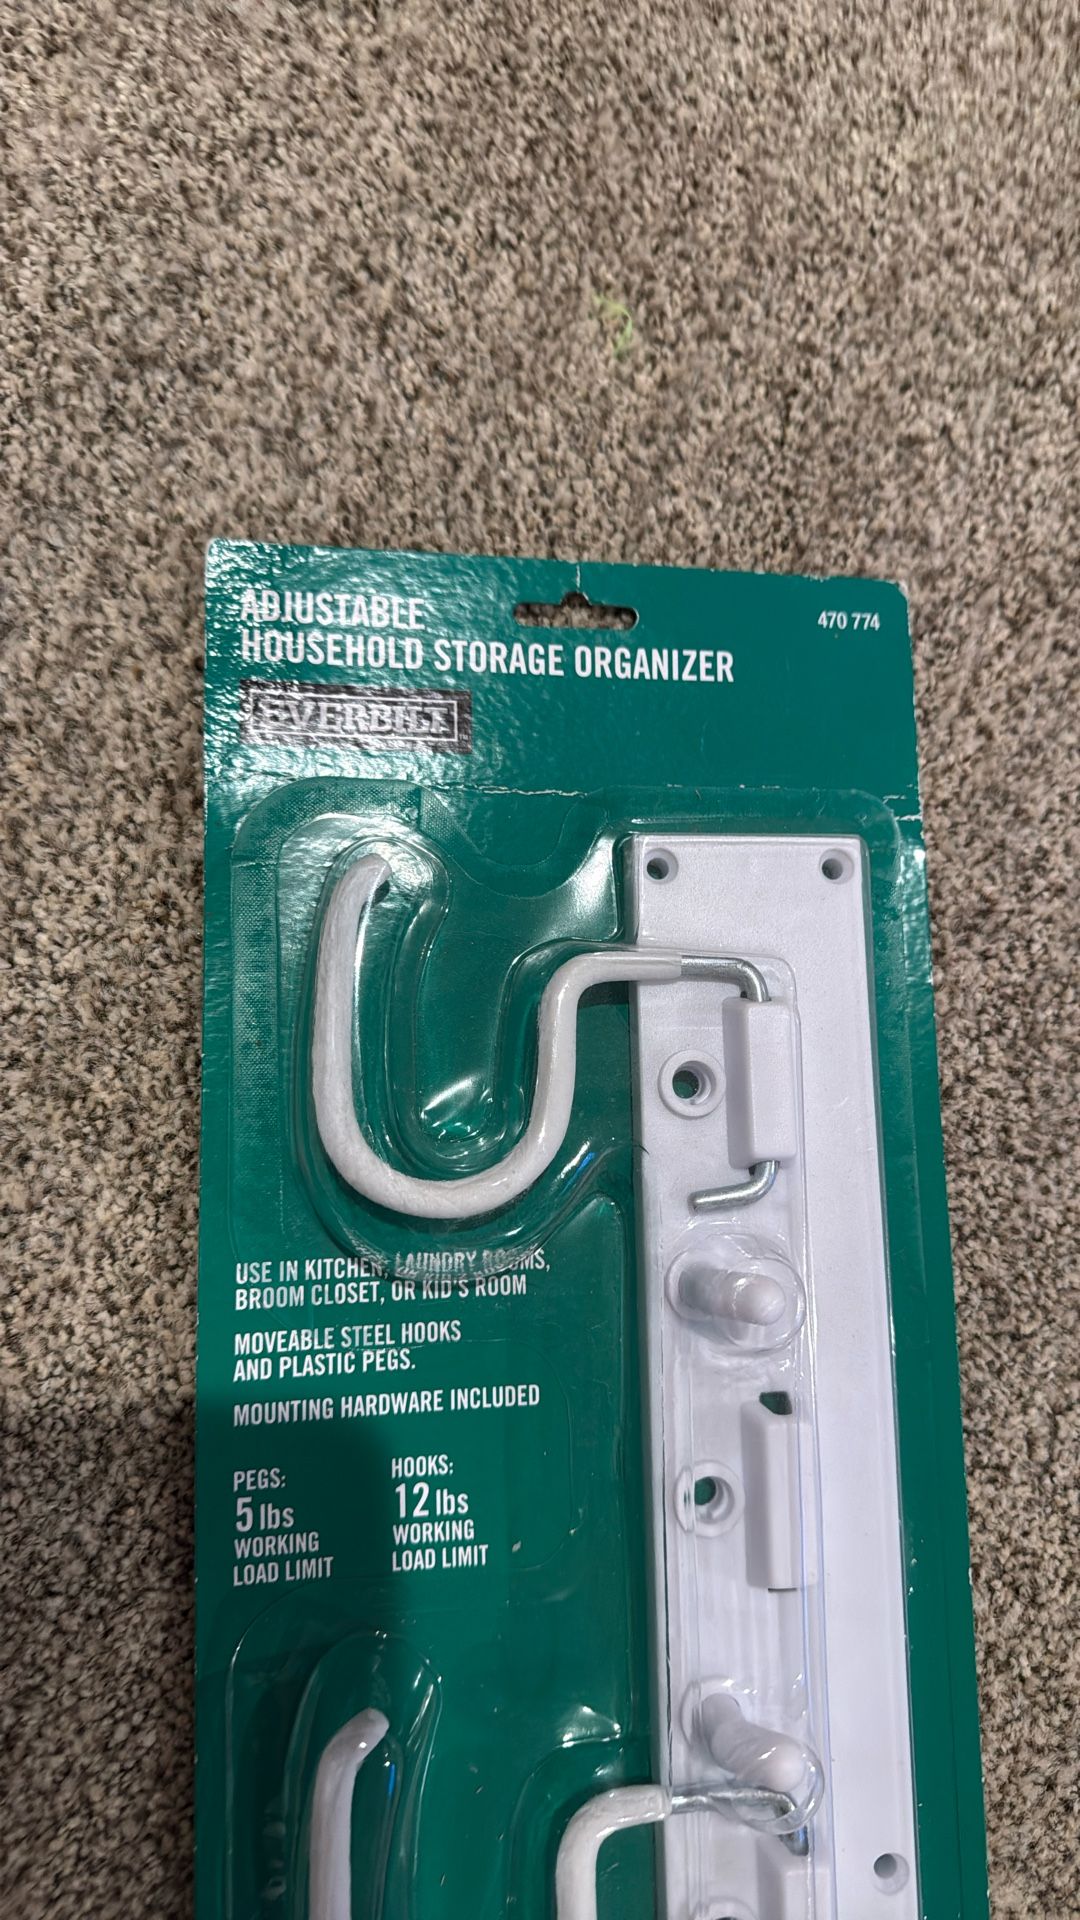 ADJUSTABLE
HOUSEHOLD STORAGE ORGANIZER
470 774
EVERBILT
USE IN KITCHEN, LAUNDRY ROOMS,
BROOM CLOSET, OR KID'S ROOM
MOVEABLE STEEL HOOKS
AND PLASTIC PEGS.
MOUNTING HARDWARE INCLUDED
PEGS:
5 lbs
WORKING
LOAD LIMIT
HOOKS:
12 lbs
WORKING
LOAD LIMIT